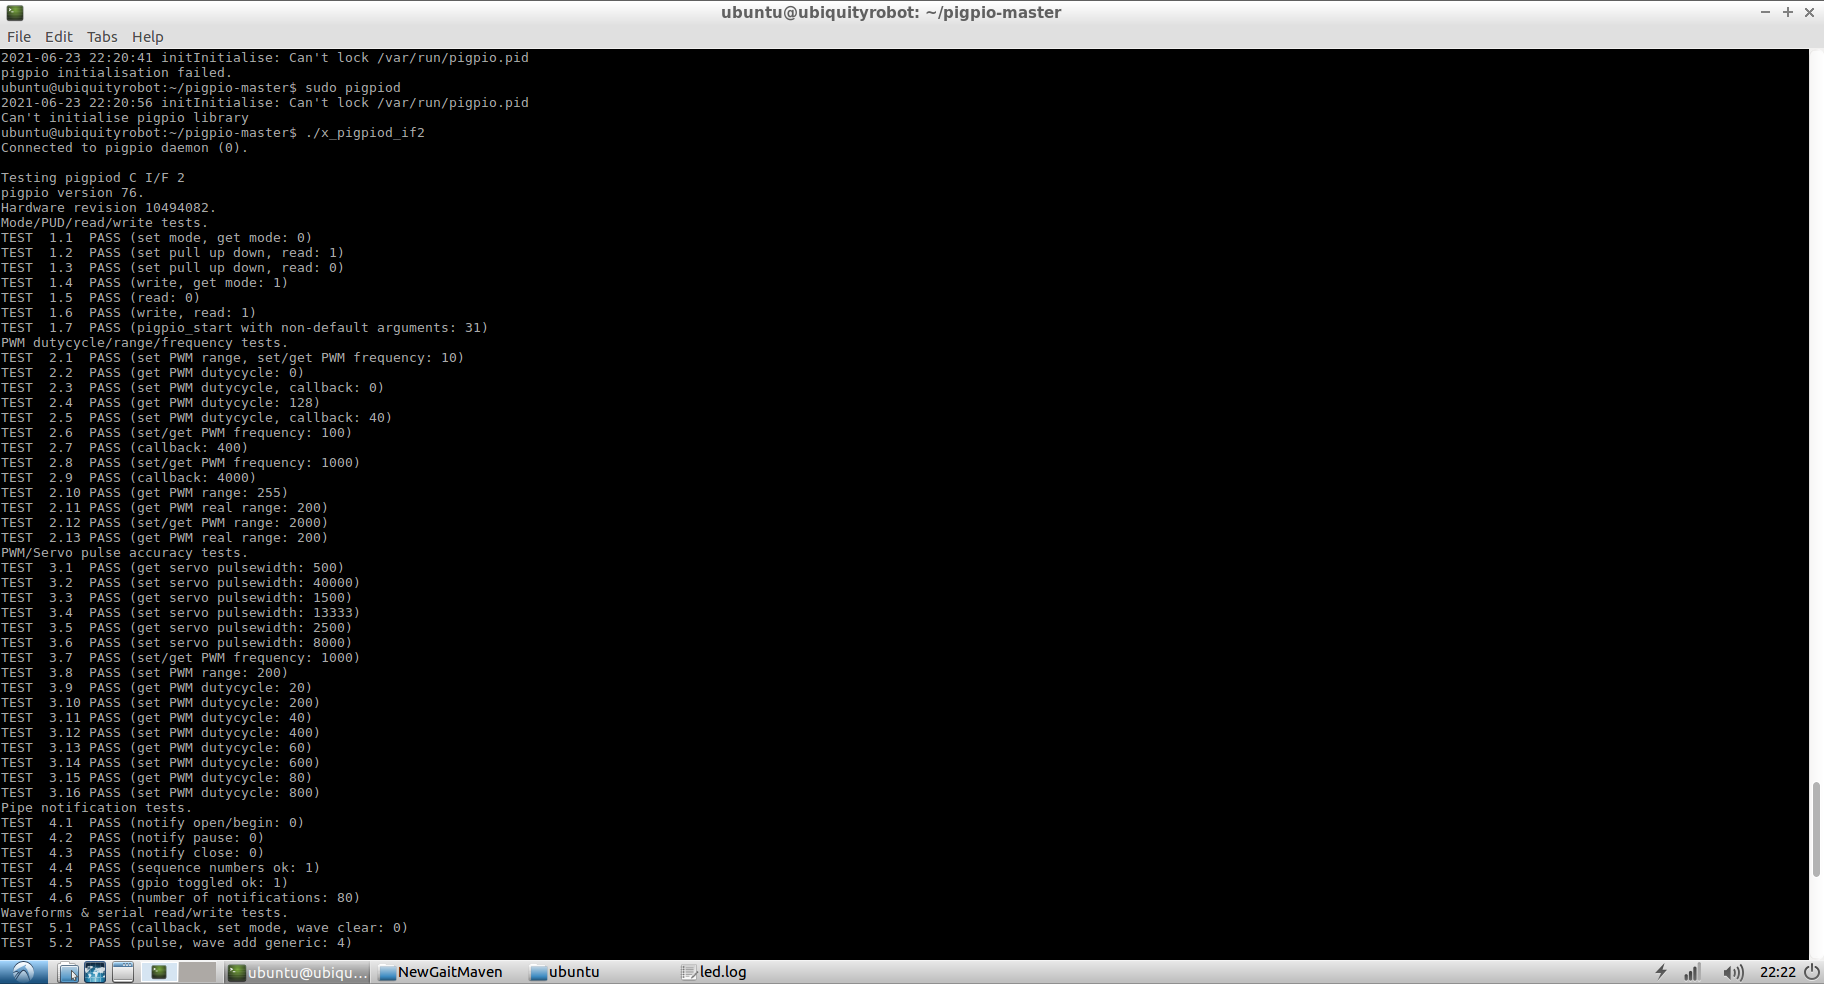 ubuntu@ubiquityrobot: ~/pigpio-master
File Edit Tabs Help
2021-06-23 22:20:41 initInitialise: Can't lock /var/run/pigpio.pid
pigpio initialisation failed.
ubuntu@ubiquityrobot:~/pigpio-master$ sudo pigpiod
2021-06-23 22:20:56 initInitialise: Can't lock /var/run/pigpio.pid
Can't initialise pigpio library
ubuntu@ubiquityrobot:~/pigpio-master$ ./x_pigpiod_if2
Connected to pigpio daemon (0).
Testing pigpiod C I/F 2
pigpio version 76.
Hardware revision 10494082.
Mode/PUD/read/write tests.
TEST  1.1  PASS (set mode, get mode: 0)
TEST  1.2  PASS (set pull up down, read: 1)
TEST  1.3  PASS (set pull up down, read: 0)
TEST  1.4  PASS (write, get mode: 1)
TEST  1.5  PASS (read: 0)
TEST  1.6  PASS (write, read: 1)
TEST  1.7  PASS (pigpio_start with non-default arguments: 31)
PWM dutycycle/range/frequency tests.
TEST  2.1  PASS (set PWM range, set/get PWM frequency: 10)
TEST  2.2  PASS (get PWM dutycycle: 0)
TEST  2.3  PASS (set PWM dutycycle, callback: 0)
TEST  2.4  PASS (get PWM dutycycle: 128)
TEST  2.5  PASS (set PWM dutycycle, callback: 40)
TEST  2.6  PASS (set/get PWM frequency: 100)
TEST  2.7  PASS (callback: 400)
TEST  2.8  PASS (set/get PWM frequency: 1000)
TEST  2.9  PASS (callback: 4000)
TEST  2.10 PASS (get PWM range: 255)
TEST  2.11 PASS (get PWM real range: 200)
TEST  2.12 PASS (set/get PWM range: 2000)
TEST  2.13 PASS (get PWM real range: 200)
PWM/Servo pulse accuracy tests.
TEST  3.1  PASS (get servo pulsewidth: 500)
TEST  3.2  PASS (set servo pulsewidth: 40000)
TEST  3.3  PASS (get servo pulsewidth: 1500)
TEST  3.4  PASS (set servo pulsewidth: 13333)
TEST  3.5  PASS (get servo pulsewidth: 2500)
TEST  3.6  PASS (set servo pulsewidth: 8000)
TEST  3.7  PASS (set/get PWM frequency: 1000)
TEST  3.8  PASS (set PWM range: 200)
TEST  3.9  PASS (get PWM dutycycle: 20)
TEST  3.10 PASS (set PWM dutycycle: 200)
TEST  3.11 PASS (get PWM dutycycle: 40)
TEST  3.12 PASS (set PWM dutycycle: 400)
TEST  3.13 PASS (get PWM dutycycle: 60)
TEST  3.14 PASS (set PWM dutycycle: 600)
TEST  3.15 PASS (get PWM dutycycle: 80)
TEST  3.16 PASS (set PWM dutycycle: 800)
Pipe notification tests.
TEST  4.1  PASS (notify open/begin: 0)
TEST  4.2  PASS (notify pause: 0)
TEST  4.3  PASS (notify close: 0)
TEST  4.4  PASS (sequence numbers ok: 1)
TEST  4.5  PASS (gpio toggled ok: 1)
TEST  4.6  PASS (number of notifications: 80)
Waveforms & serial read/write tests.
TEST  5.1  PASS (callback, set mode, wave clear: 0)
TEST  5.2  PASS (pulse, wave add generic: 4)
ubuntu@ubiqu... NewGaitMaven ubuntu led.log 22:22